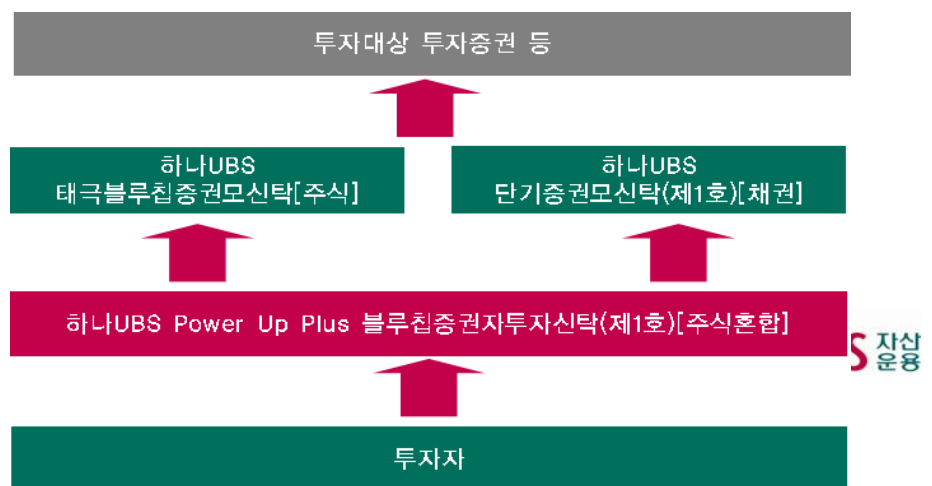 투자대상 투자증권 등
하나UBS
태극블루칩증권모신탁[주식]
하나UBS
단기증권모신탁(제1호)[채권]
하나UBS Power Up Plus 블루칩증권자투자신탁(제1호)[주식혼합]
S 자산
운용
투자자